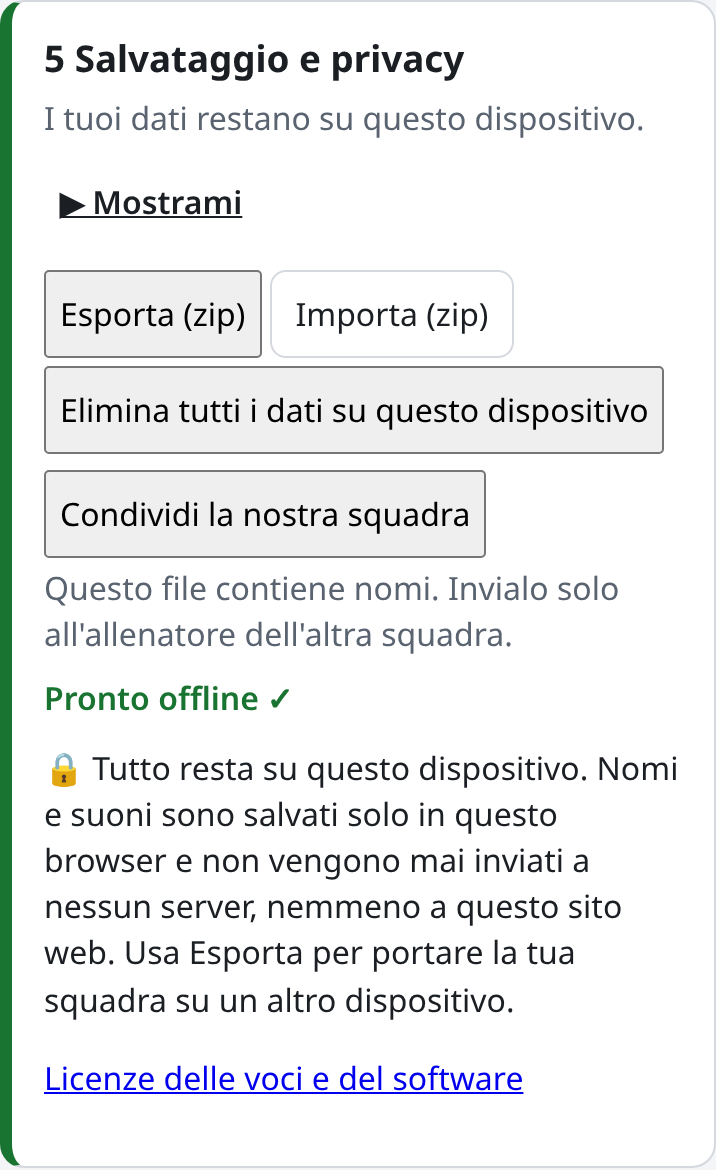 5 Salvataggio e privacy
I tuoi dati restano su questo dispositivo.
▶ Mostrami
Esporta (zip) Importa (zip)
Elimina tutti i dati su questo dispositivo
Condividi la nostra squadra
Questo file contiene nomi. Invialo solo
all'allenatore dell'altra squadra.
Pronto offline ✓
🔒 Tutto resta su questo dispositivo. Nomi
e suoni sono salvati solo in questo
browser e non vengono mai inviati a
nessun server, nemmeno a questo sito
web. Usa Esporta per portare la tua
squadra su un altro dispositivo.
Licenze delle voci e del software